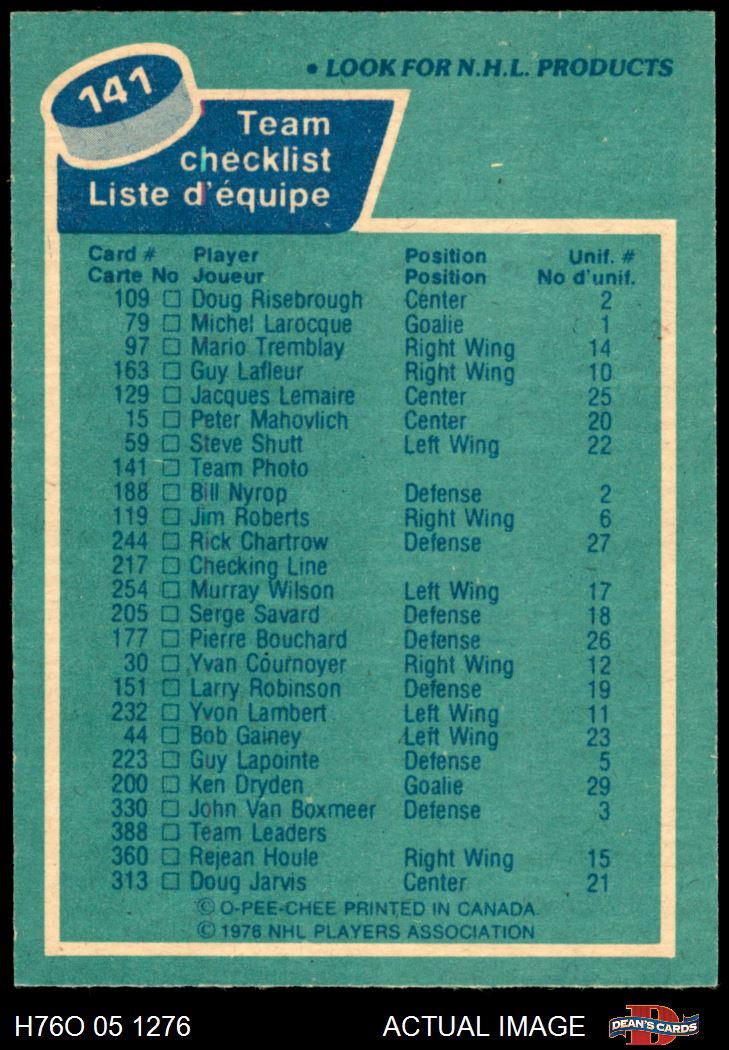 • LOOK FOR N.H.L. PRODUCTS
141
Team
checklist
Liste d'équipe
Card # Player Position Unif. #
Carte No Joueur Position No d'unif.
109 □ Doug Risebrough Center 2
79 □ Michel Larocque Goalie 1
97 □ Mario Tremblay Right Wing 14
163 □ Guy Lafleur Right Wing 10
129 □ Jacques Lemaire Center 25
15 □ Peter Mahovlich Center 20
59 □ Steve Shutt Left Wing 22
141 □ Team Photo
188 □ Bill Nyrop Defense 2
119 □ Jim Roberts Right Wing 6
244 □ Rick Chartrow Defense 27
217 □ Checking Line
254 □ Murray Wilson Left Wing 17
205 □ Serge Savard Defense 18
177 □ Pierre Bouchard Defense 26
30 □ Yvan Cournoyer Right Wing 12
151 □ Larry Robinson Defense 19
232 □ Yvon Lambert Left Wing 11
44 □ Bob Gainey Left Wing 23
223 □ Guy Lapointe Defense 5
200 □ Ken Dryden Goalie 29
330 □ John Van Boxmeer Defense 3
388 □ Team Leaders
360 □ Rejean Houle Right Wing 15
313 □ Doug Jarvis Center 21
© O-PEE-CHEE PRINTED IN CANADA.
© 1976 NHL PLAYERS ASSOCIATION
H76O 05 1276 ACTUAL IMAGE D DEAN'S CARDS